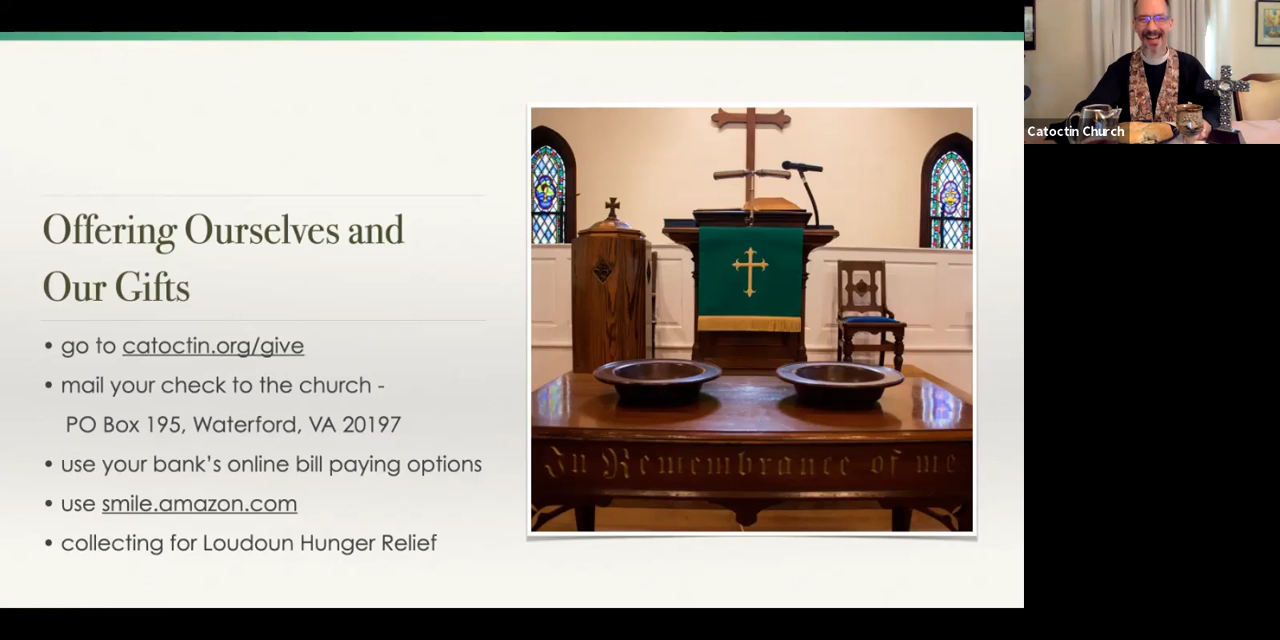 Offering Ourselves and
Our Gifts
• go to catoctin.org/give
• mail your check to the church -
PO Box 195, Waterford, VA 20197
• use your bank’s online bill paying options
• use smile.amazon.com
• collecting for Loudoun Hunger Relief
In Remembrance of me
Catoctin Church